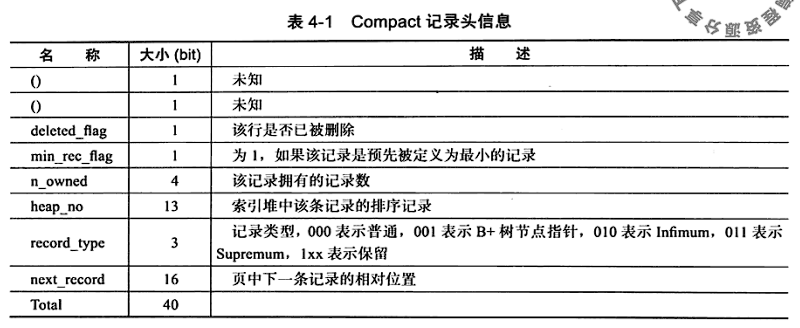 表 4-1 Compact 记录头信息
名 称 大小 (bit) 描 述
() 1 未知
() 1 未知
deleted_flag 1 该行是否已被删除
min_rec_flag 1 为 1，如果该记录是预先被定义为最小的记录
n_owned 4 该记录拥有的记录数
heap_no 13 索引堆中该条记录的排序记录
record_type 3 记录类型，000 表示普通，001 表示 B+ 树节点指针，010 表示 Infimum，011 表示
Supremum，1xx 表示保留
next_record 16 页中下一条记录的相对位置
Total 40
程资源分享